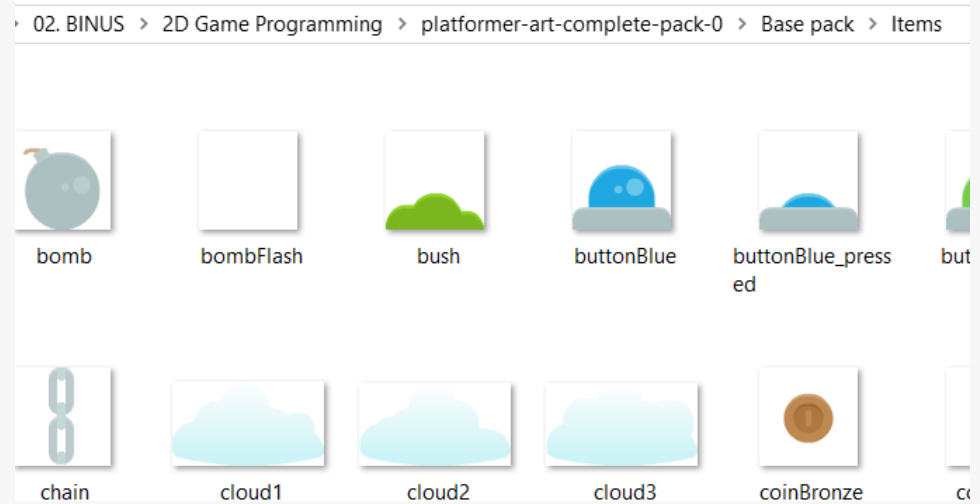 02. BINUS > 2D Game Programming > platformer-art-complete-pack-0 > Base pack > Items
bomb bombFlash bush buttonBlue buttonBlue_press
ed
chain cloud1 cloud2 cloud3 coinBronze